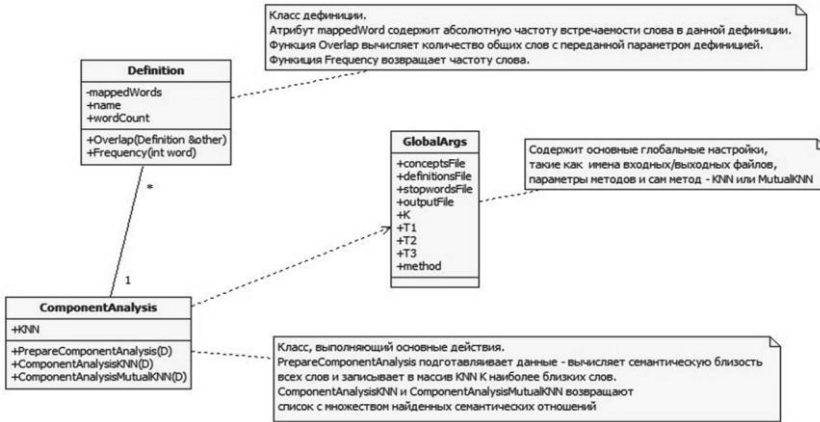 Класс дефиниции.
Атрибут mappedWord содержит абсолютную частоту встречаемости слова в данной дефиниции.
Функция Overlap вычисляет количество общих слов с переданной параметром дефиницией.
Функиция Frequency возвращает частоту слова.
Definition
-mappedWords
+name
+wordCount
+Overlap(Definition &other)
+Frequency(int word)
GlobalArgs
+conceptsFile
+definitionsFile
+stopwordsFile
+outputFile
+K
+T1
+T2
+T3
+method
Содержит основные глобальные настройки,
такие как имена входных/выходных файлов,
параметры методов и сам метод - KNN или MutualKNN
*
1
ComponentAnalysis
+KNN
+PrepareComponentAnalysis(D)
+ComponentAnalysisKNN(D)
+ComponentAnalysisMutualKNN(D)
Класс, выполняющий основные действия.
PrepareComponentAnalysis подготавливает данные - вычисляет семантическую близость
всех слов и записывает в массив KNN K наиболее близких слов.
ComponentAnalysisKNN и ComponentAnalysisMutualKNN возвращают
список с множеством найденных семантических отношений